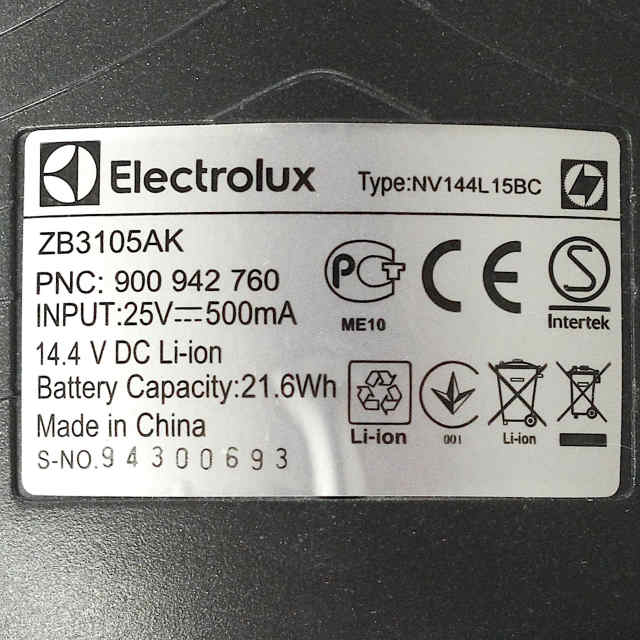 Electrolux Type:NV144L15BC
ZB3105AK
PNC: 900 942 760
INPUT:25V⎓500mA
14.4 V DC Li-ion
Battery Capacity:21.6Wh
Made in China
S-NO.94300693
PCT
ME10
CE
S
Intertek
Li-ion
001
Li-ion